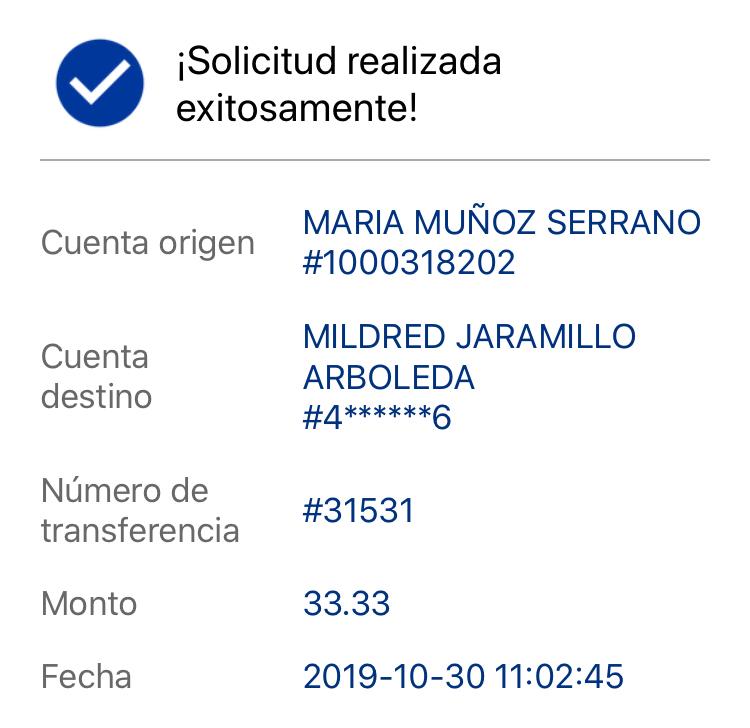 ¡Solicitud realizada
exitosamente!
Cuenta origen
MARIA MUÑOZ SERRANO
#1000318202
Cuenta
destino
MILDRED JARAMILLO
ARBOLEDA
#4******6
Número de
transferencia
#31531
Monto
33.33
Fecha
2019-10-30 11:02:45